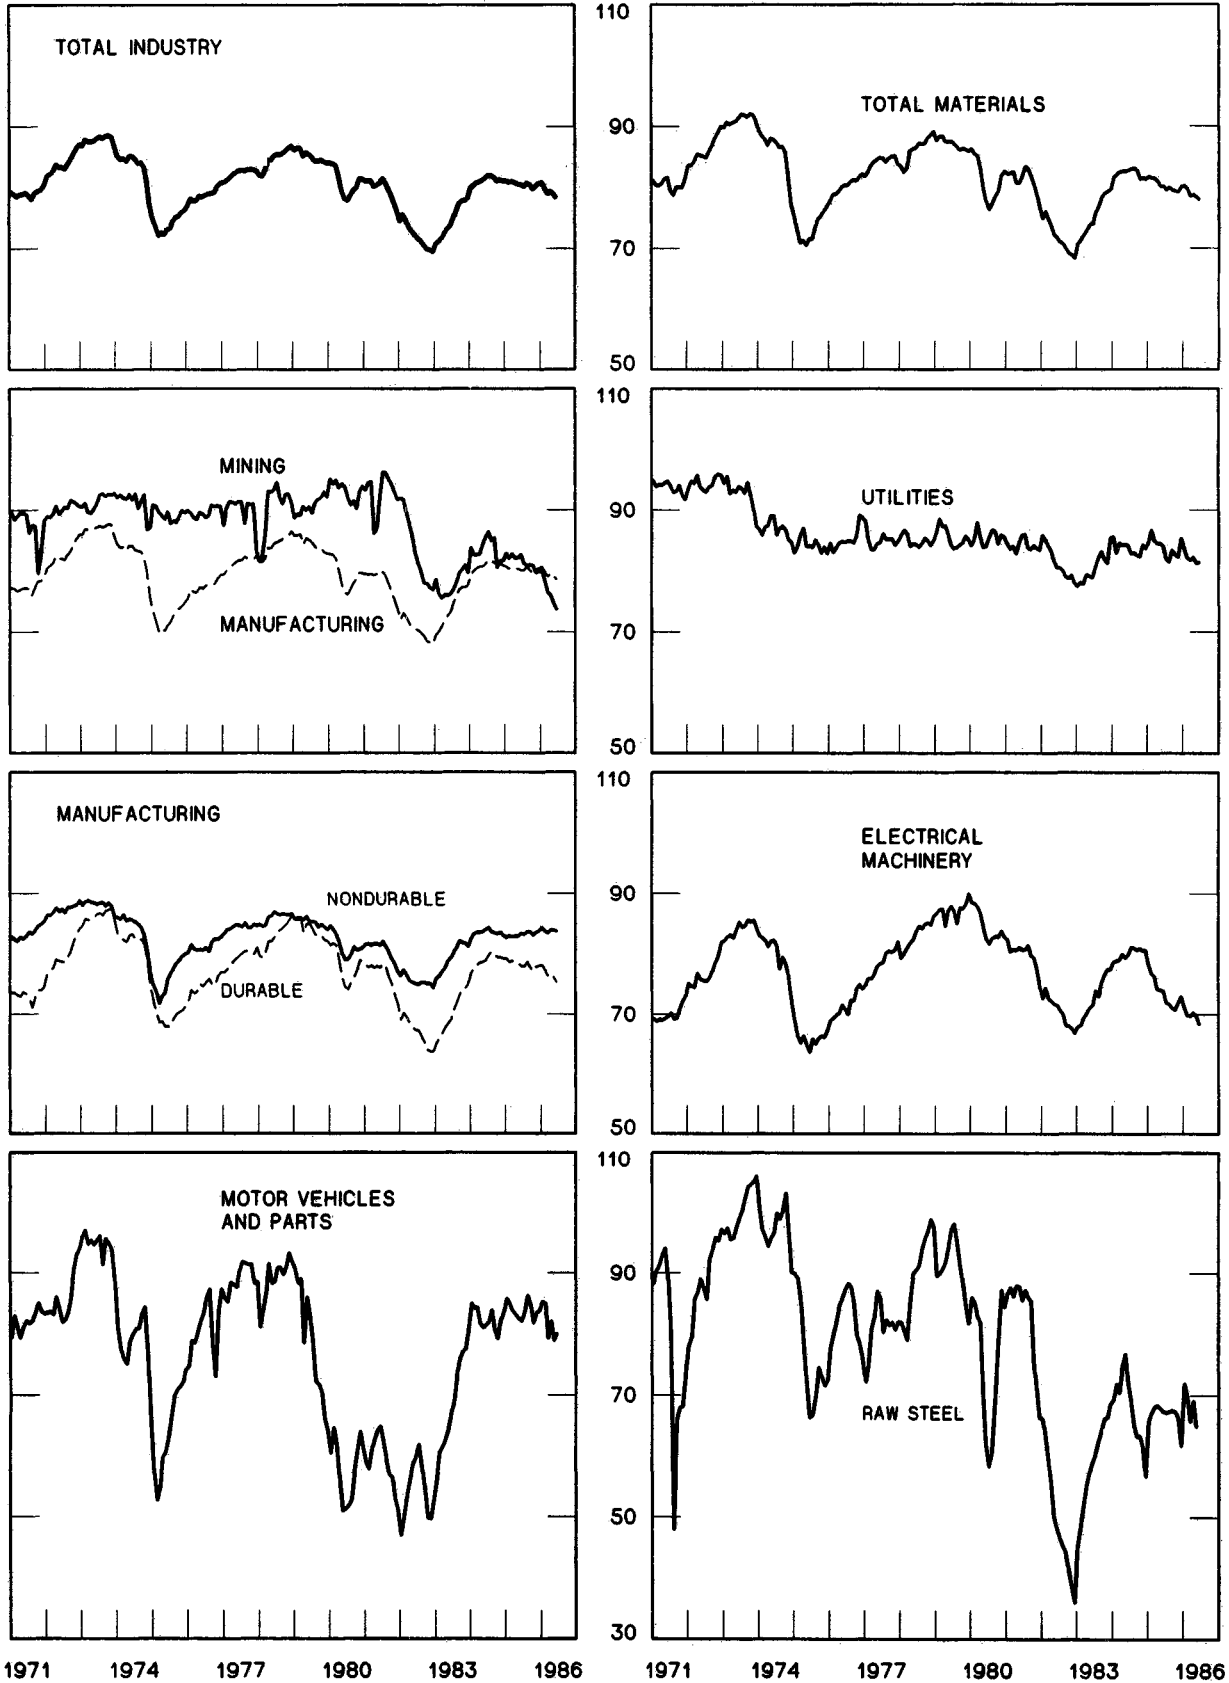 110
TOTAL INDUSTRY
TOTAL MATERIALS
90
70
50
110
MINING
UTILITIES
90
MANUFACTURING
70
50
110
MANUFACTURING
ELECTRICAL
MACHINERY
NONDURABLE
90
DURABLE
70
50
110
MOTOR VEHICLES
AND PARTS
90
70
RAW STEEL
50
30
1971 1974 1977 1980 1983 1986
1971 1974 1977 1980 1983 1986